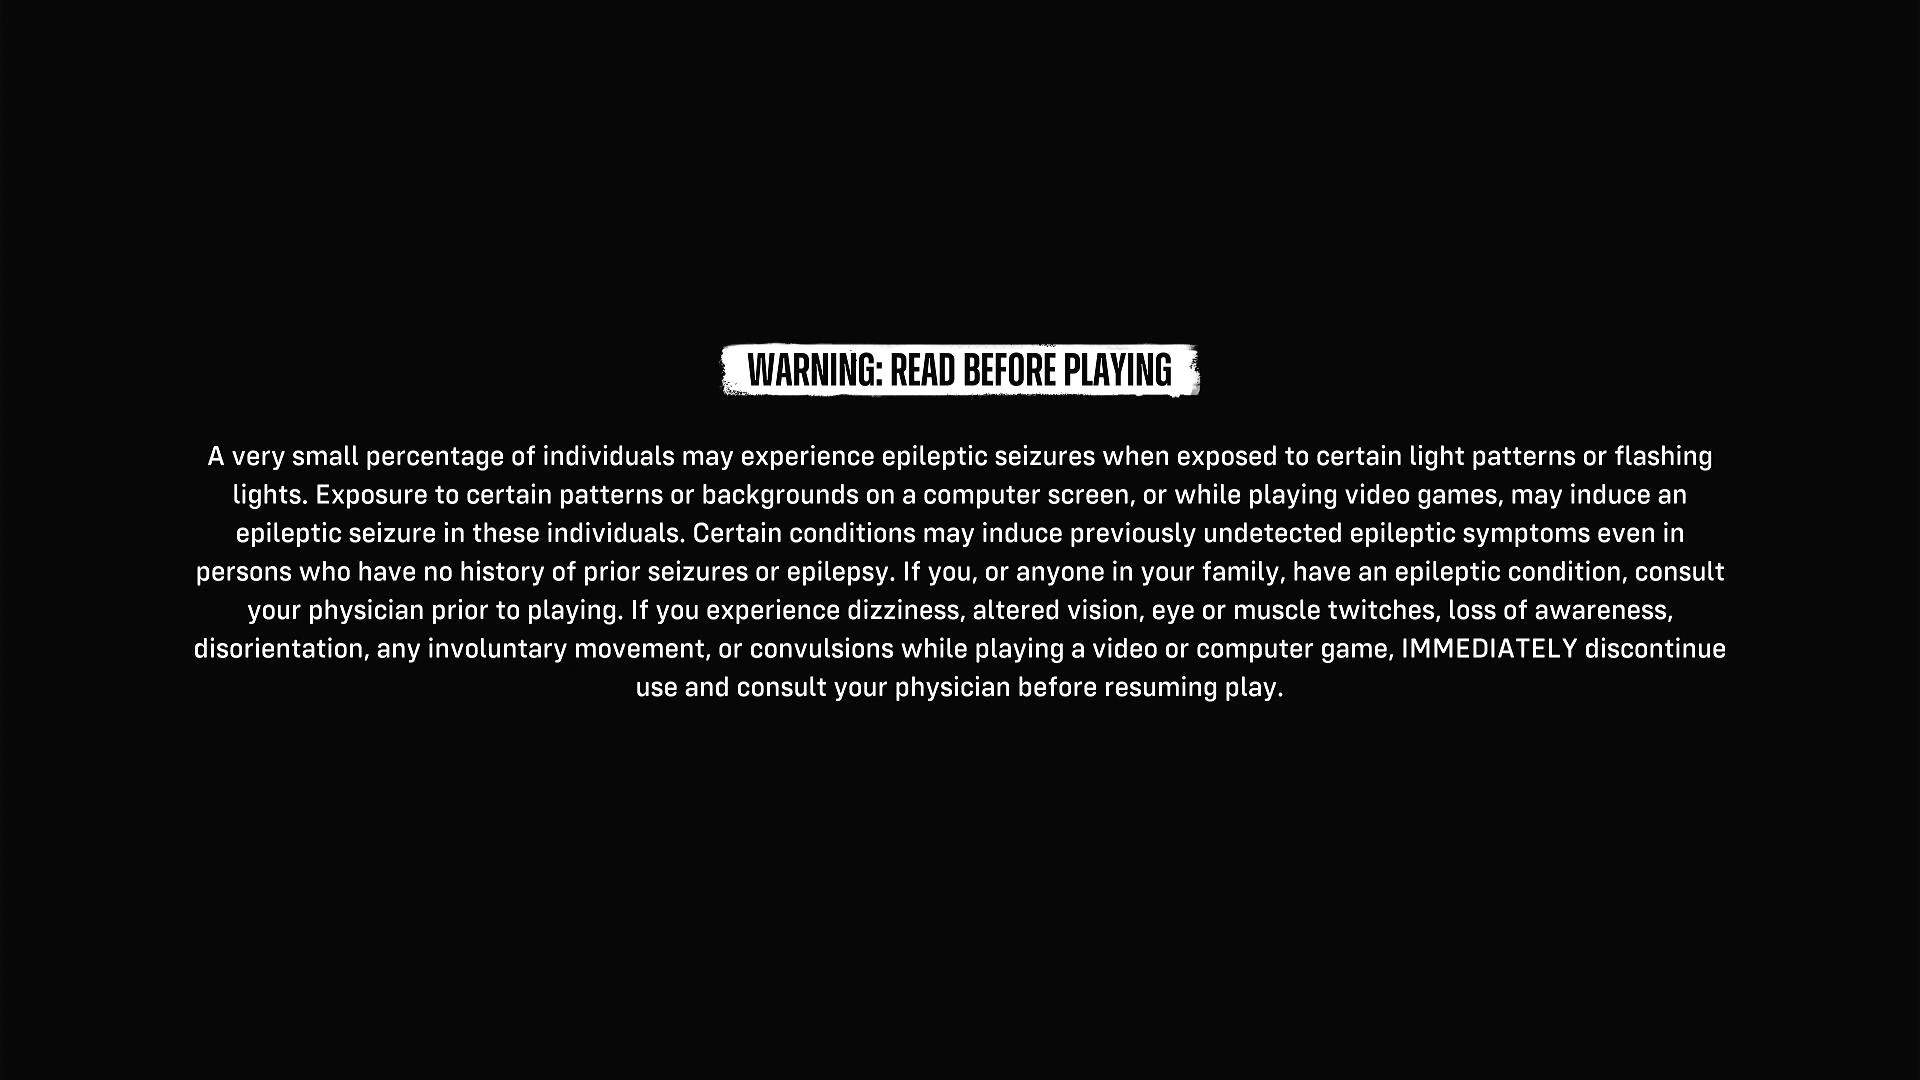 WARNING: READ BEFORE PLAYING
A very small percentage of individuals may experience epileptic seizures when exposed to certain light patterns or flashing
lights. Exposure to certain patterns or backgrounds on a computer screen, or while playing video games, may induce an
epileptic seizure in these individuals. Certain conditions may induce previously undetected epileptic symptoms even in
persons who have no history of prior seizures or epilepsy. If you, or anyone in your family, have an epileptic condition, consult
your physician prior to playing. If you experience dizziness, altered vision, eye or muscle twitches, loss of awareness,
disorientation, any involuntary movement, or convulsions while playing a video or computer game, IMMEDIATELY discontinue
use and consult your physician before resuming play.